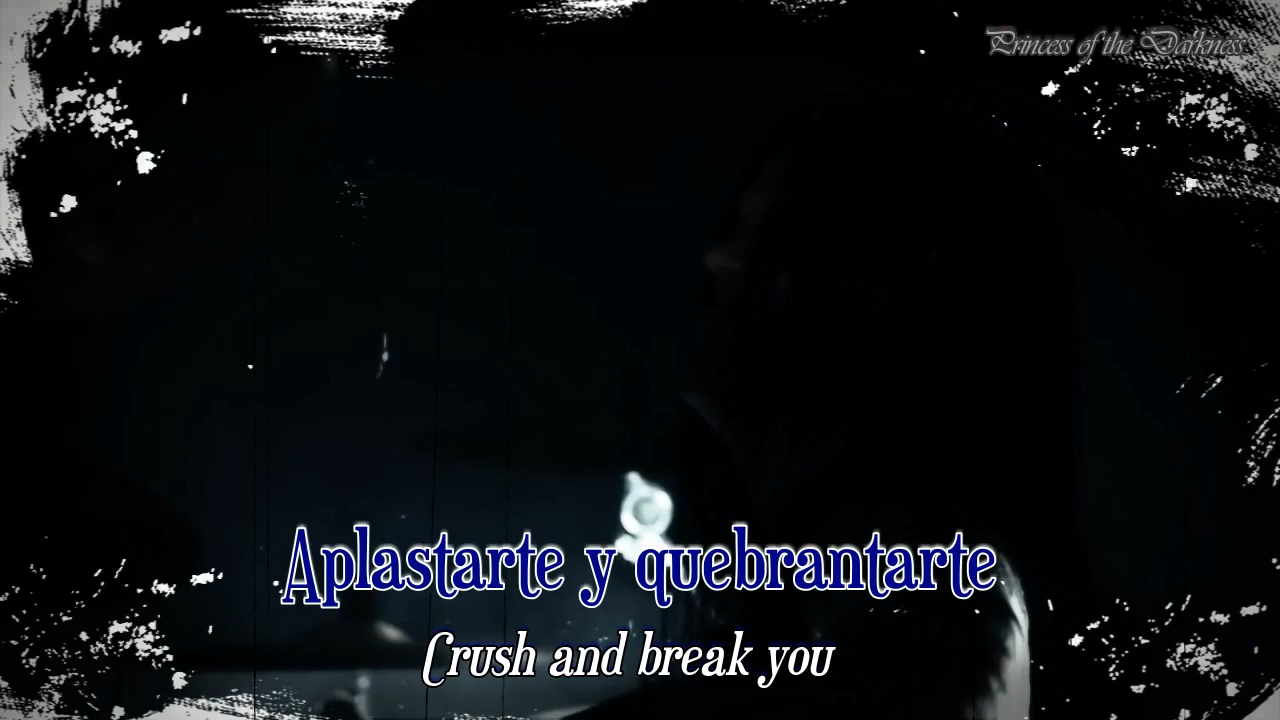 Princess of the Darkness
Aplastarte y quebrantarte
Crush and break you